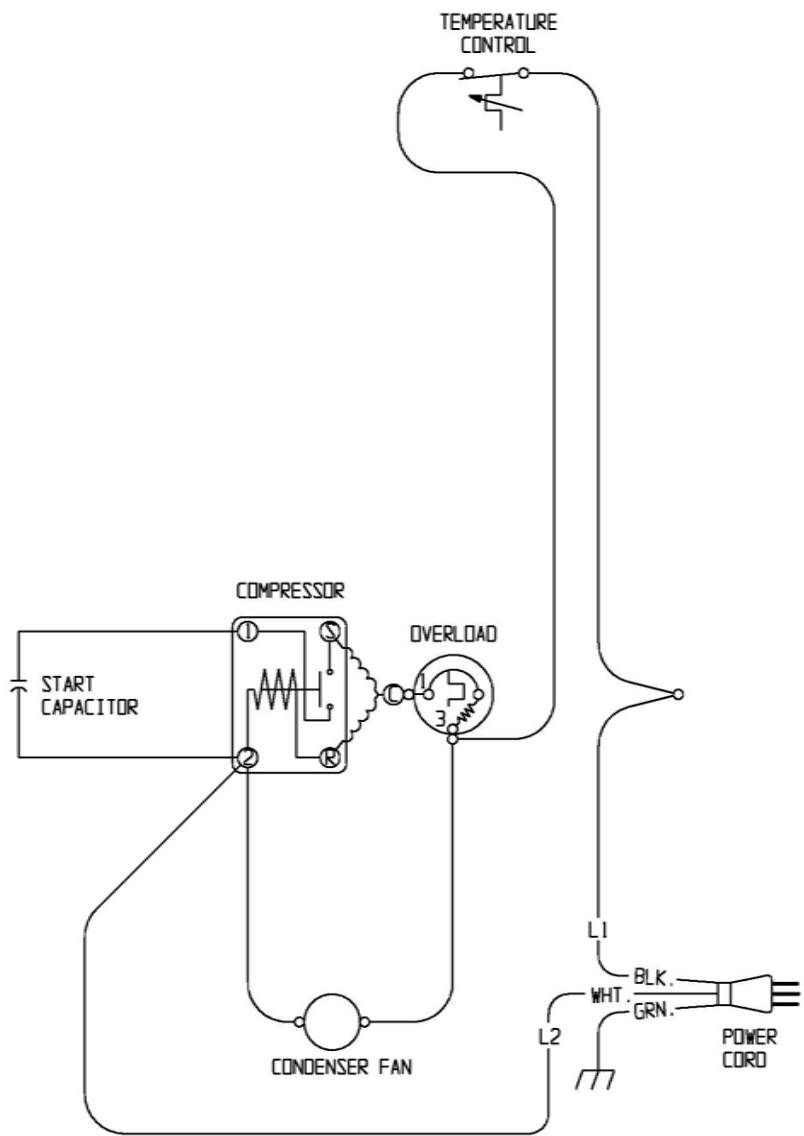 TEMPERATURE
CONTROL
COMPRESSOR
1
S
OVERLOAD
START
CAPACITOR
C
1
3
2
R
L1
BLK.
WHT.
GRN.
L2
POWER
CORD
CONDENSER FAN